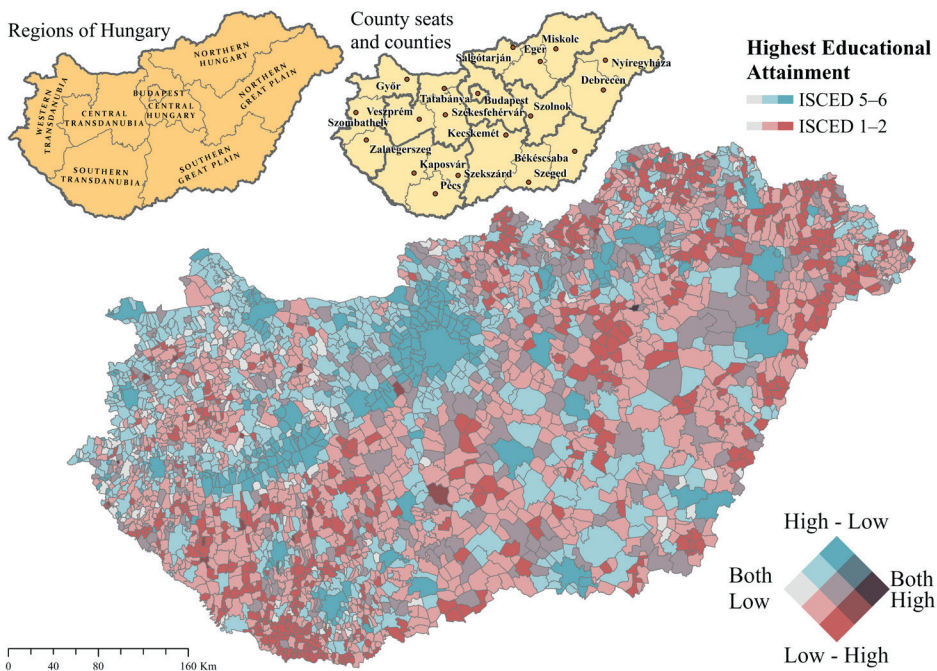 Regions of Hungary
NORTHERN
HUNGARY
NORTHERN
GREAT PLAIN
BUDAPEST
CENTRAL
HUNGARY
WESTERN
TRANSDANUBIA
CENTRAL
TRANSDANUBIA
SOUTHERN
TRANSDANUBIA
SOUTHERN
GREAT PLAIN
County seats
and counties
Miskolc
Eger
Salgótarján
Nyíregyháza
Debrecen
Győr
Tatabánya
Budapest
Szolnok
Veszprém
Székesfehérvár
Szombathely
Kecskemét
Zalaegerszeg
Békéscsaba
Kaposvár
Szekszárd
Szeged
Pécs
Highest Educational
Attainment
ISCED 5–6
ISCED 1–2
High - Low
Both
Low
Both
High
Low - High
0 40 80 160 Km